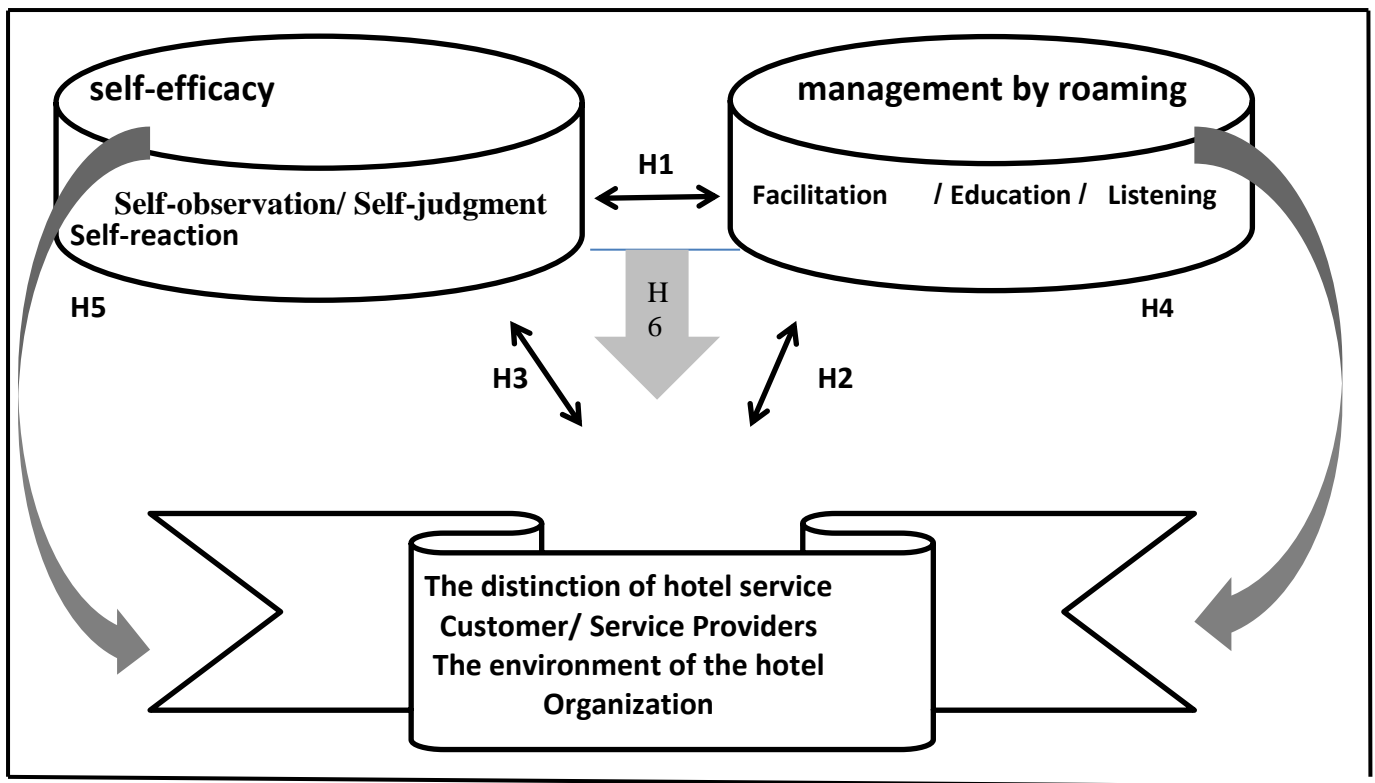 self-efficacy
management by roaming
H1
Self-observation/ Self-judgment
Self-reaction
Facilitation / Education / Listening
H5
H4
H
6
H3
H2
The distinction of hotel service
Customer/ Service Providers
The environment of the hotel
Organization